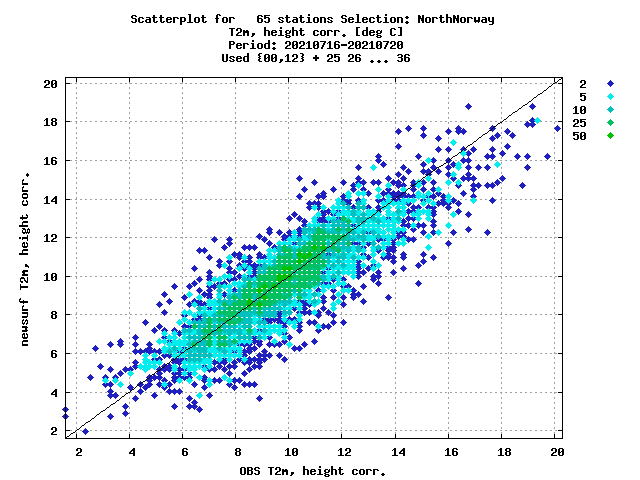 Scatterplot for   65 stations Selection: NorthNorway
T2m, height corr. [deg C]
Period: 20210716-20210720
Used {00,12} + 25 26 ... 36
2
5
10
25
50
20
18
16
14
12
10
8
6
4
2
newsurf T2m, height corr.
2 4 6 8 10 12 14 16 18 20
OBS T2m, height corr.